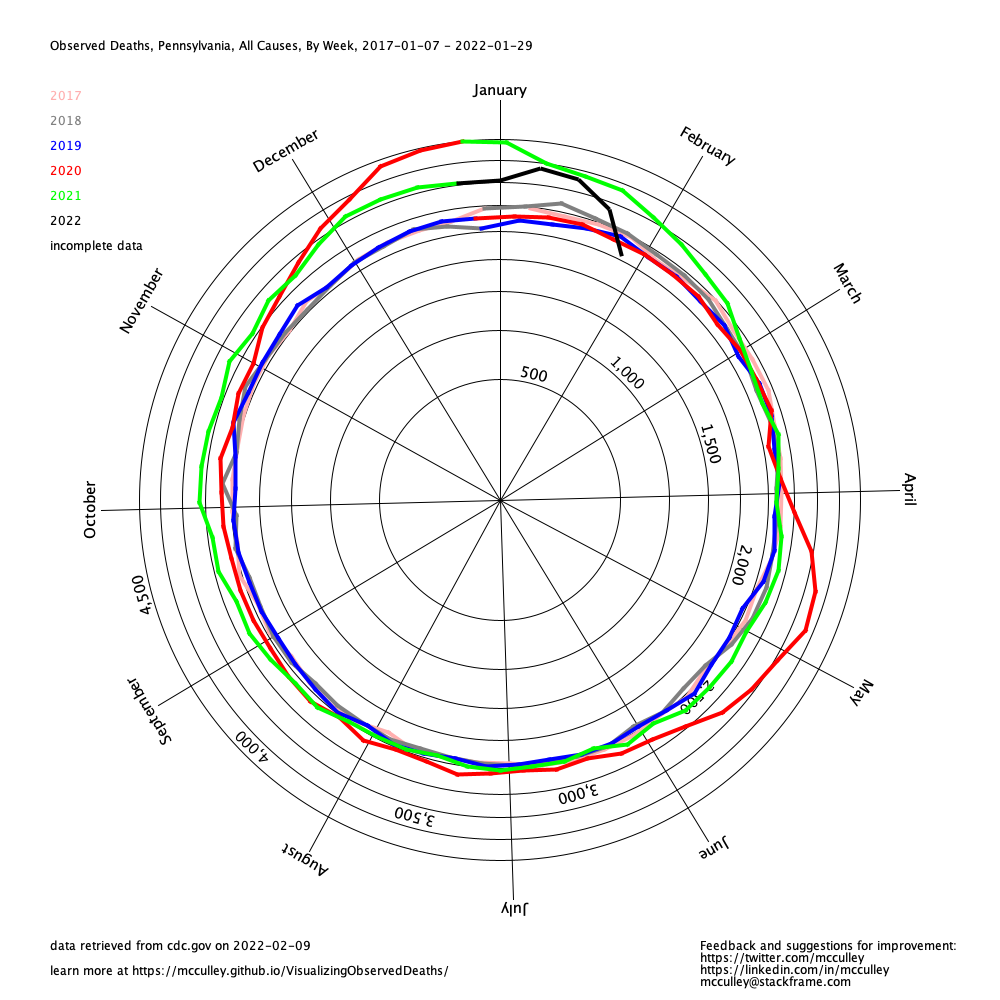 Observed Deaths, Pennsylvania, All Causes, By Week, 2017-01-07 - 2022-01-29
2017
2018
2019
2020
2021
2022
incomplete data
January
February
March
April
May
June
July
August
September
October
November
December
500
1,000
1,500
2,000
2,500
3,000
3,500
4,000
4,500
data retrieved from cdc.gov on 2022-02-09
learn more at https://mcculley.github.io/VisualizingObservedDeaths/
Feedback and suggestions for improvement:
https://twitter.com/mcculley
https://linkedin.com/in/mcculley
mcculley@stackframe.com